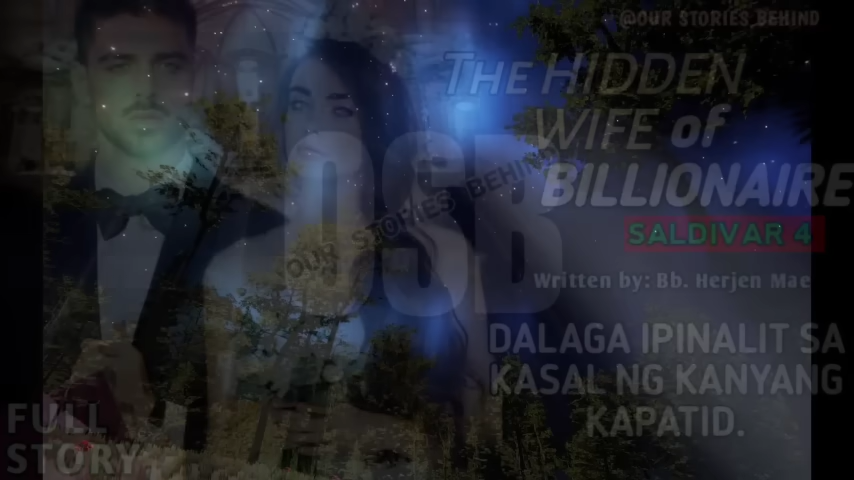 @OUR STORIES BEHIND
THE HIDDEN
WIFE of
BILLIONAIRE
SALDIVAR 4
Written by: Bb. Herjen Mae
DALAGA IPINALIT SA
KASAL NG KANYANG
KAPATID.
OSB
OUR STORIES BEHIND
FULL
STORY